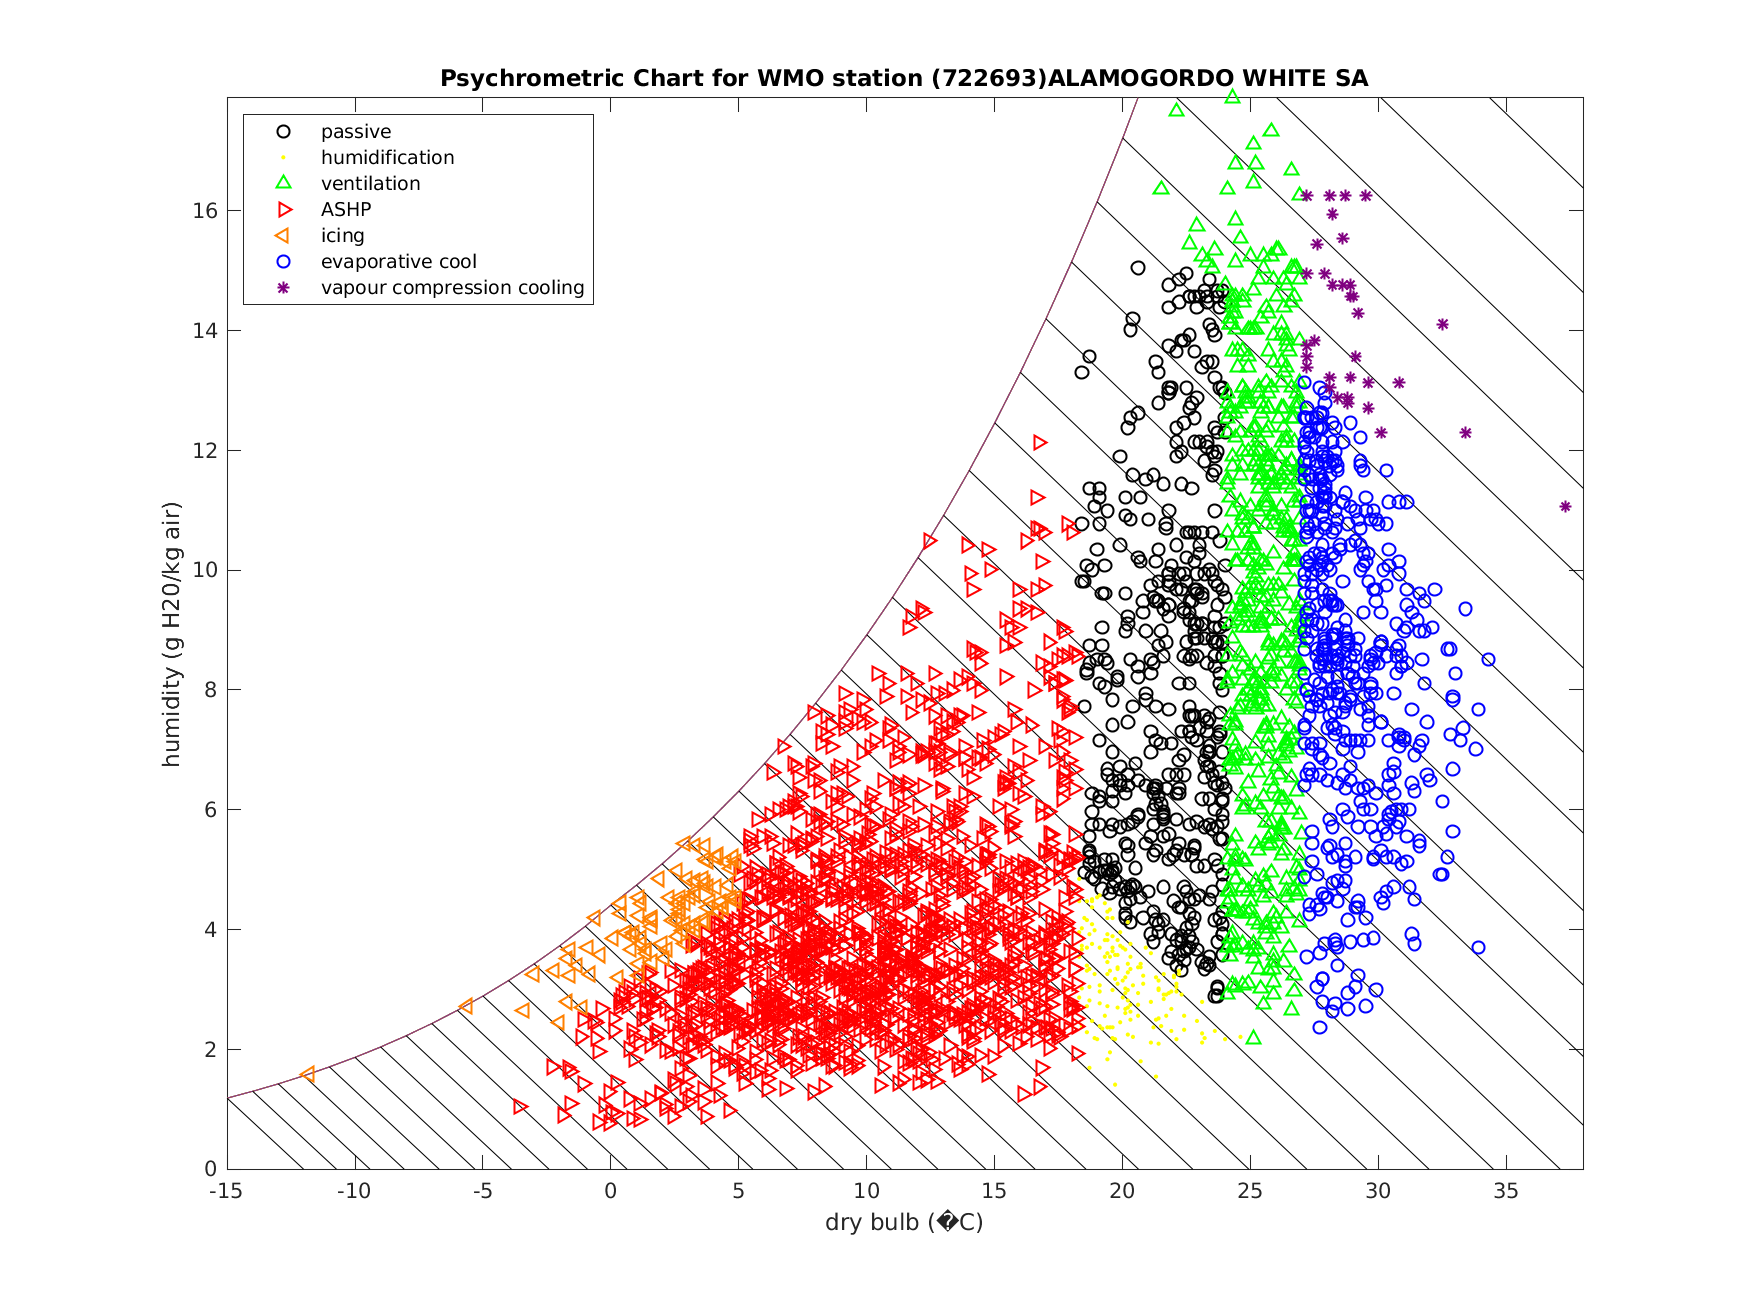 Psychrometric Chart for WMO station (722693)ALAMOGORDO WHITE SA
passive
humidification
ventilation
ASHP
icing
evaporative cool
vapour compression cooling
humidity (g H20/kg air)
16
14
12
10
8
6
4
2
0
-15 -10 -5 0 5 10 15 20 25 30 35
dry bulb (�C)